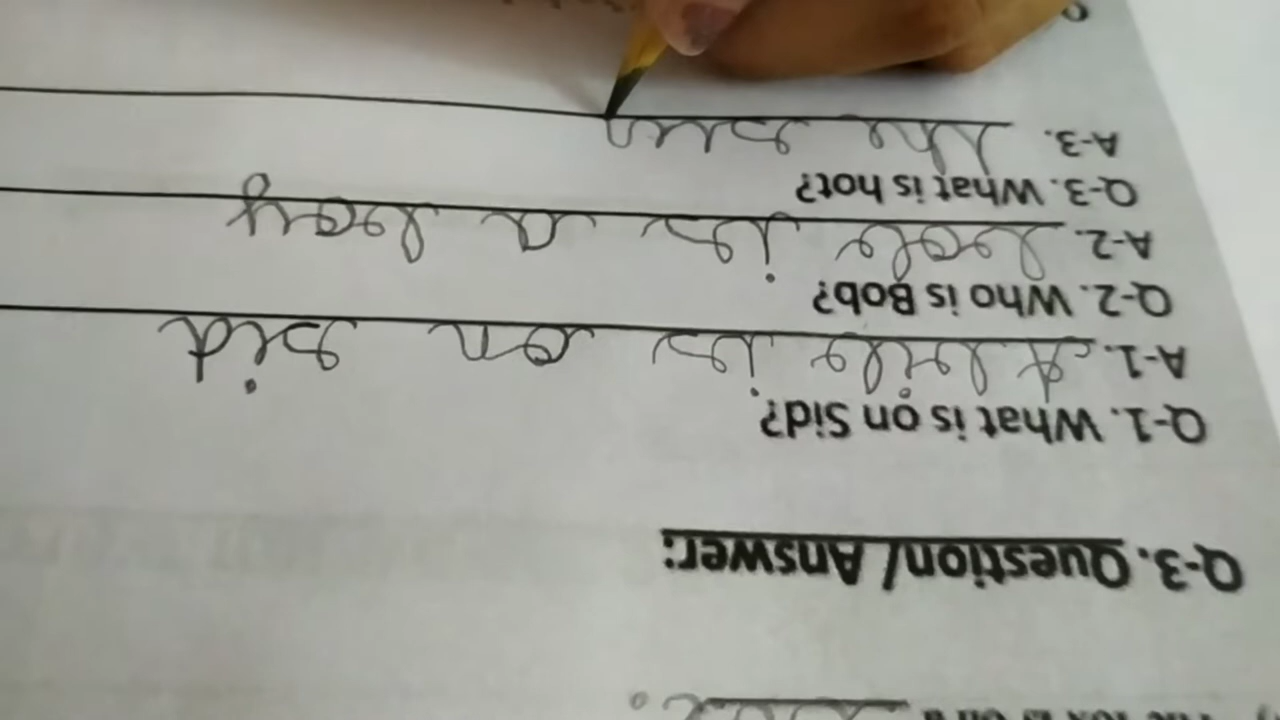 Q-3. Question/Answer:
Q-1. What is on Sid?
A-1. A bib is on sid
Q-2. Who is Bob?
A-2. bob is a boy
Q-3. What is hot?
A-3. the sun